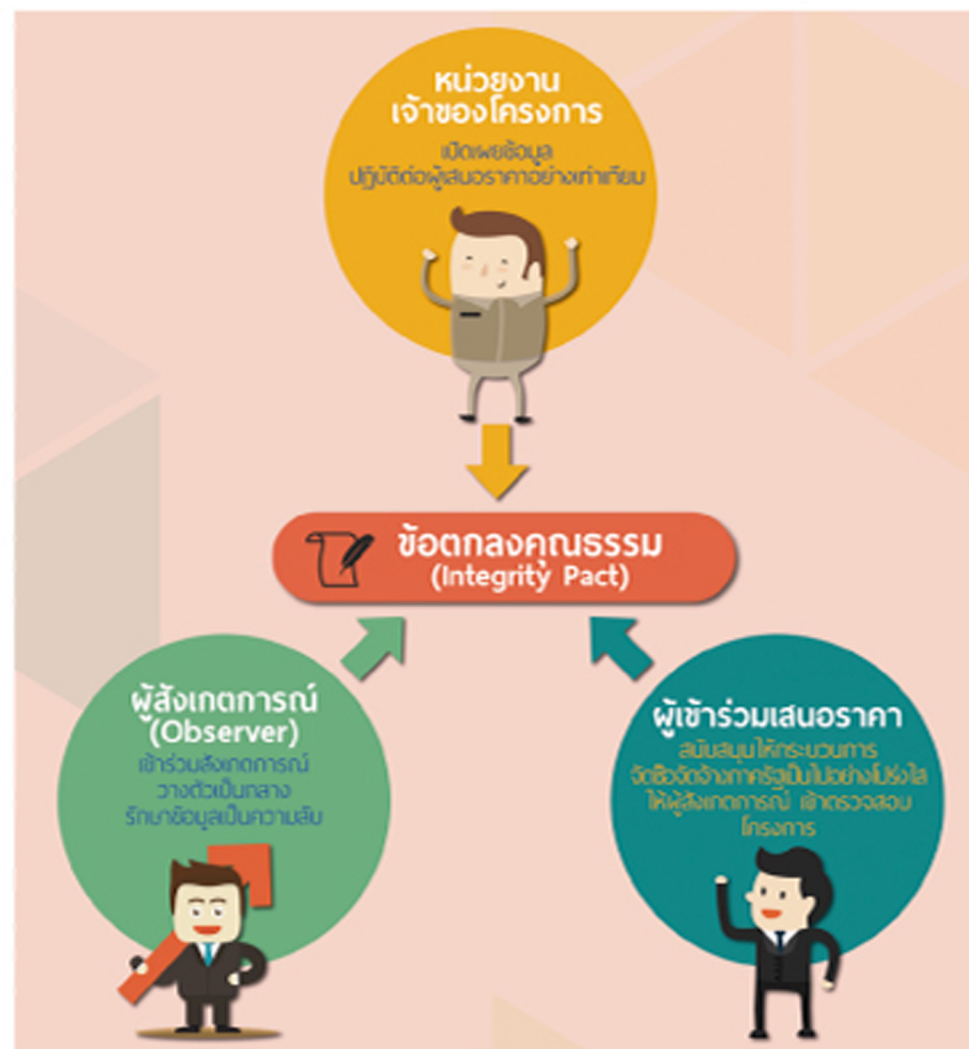 หน่วยงาน
เจ้าของโครงการ
เปิดเผยข้อมูล
ปฏิบัติต่อผู้เสนอราคาอย่างเท่าเทียม
ข้อตกลงคุณธรรม
(Integrity Pact)
ผู้สังเกตการณ์
(Observer)
เข้าร่วมสังเกตการณ์
วางตัวเป็นกลาง
รักษาข้อมูลเป็นความลับ
ผู้เข้าร่วมเสนอราคา
สนับสนุนให้กระบวนการ
จัดซื้อจัดจ้างภาครัฐเป็นไปอย่างโปร่งใส
ให้ผู้สังเกตการณ์ เข้าตรวจสอบ
โครงการ